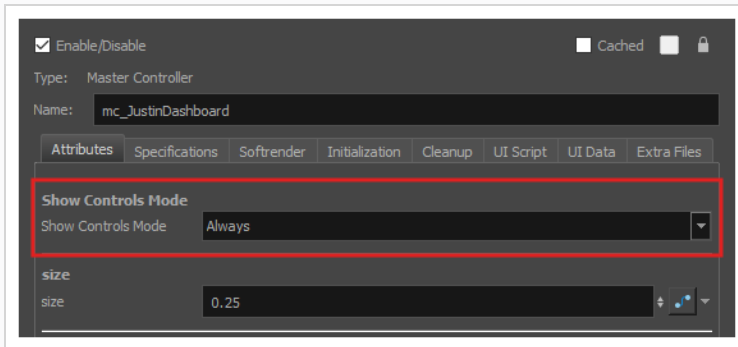 Enable/Disable Cached
Type: Master Controller
Name: mc_JustinDashboard
Attributes Specifications Softrender Initialization Cleanup UI Script UI Data Extra Files
Show Controls Mode
Show Controls Mode Always
size
size 0.25